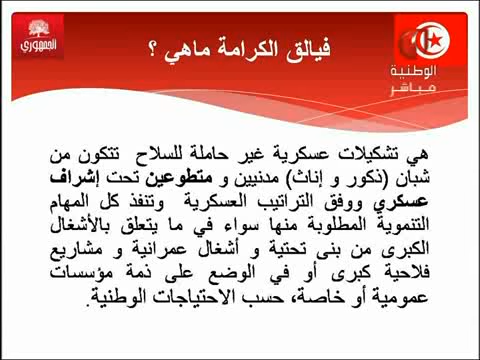 الجمهوري
فيالق الكرامة ماهي ؟
الوطنية
مباشر
هي تشكيلات عسكرية غير حاملة للسلاح تتكون من
شبان (ذكور و إناث) مدنيين و متطوعين تحت إشراف
عسكري ووفق التراتيب العسكرية وتنفذ كل المهام
التنموية المطلوبة منها سواء في ما يتعلق بالأشغال
الكبرى من بنى تحتية و أشغال عمرانية و مشاريع
فلاحية كبرى أو في الوضع على ذمة مؤسسات
عمومية أو خاصة، حسب الاحتياجات الوطنية.